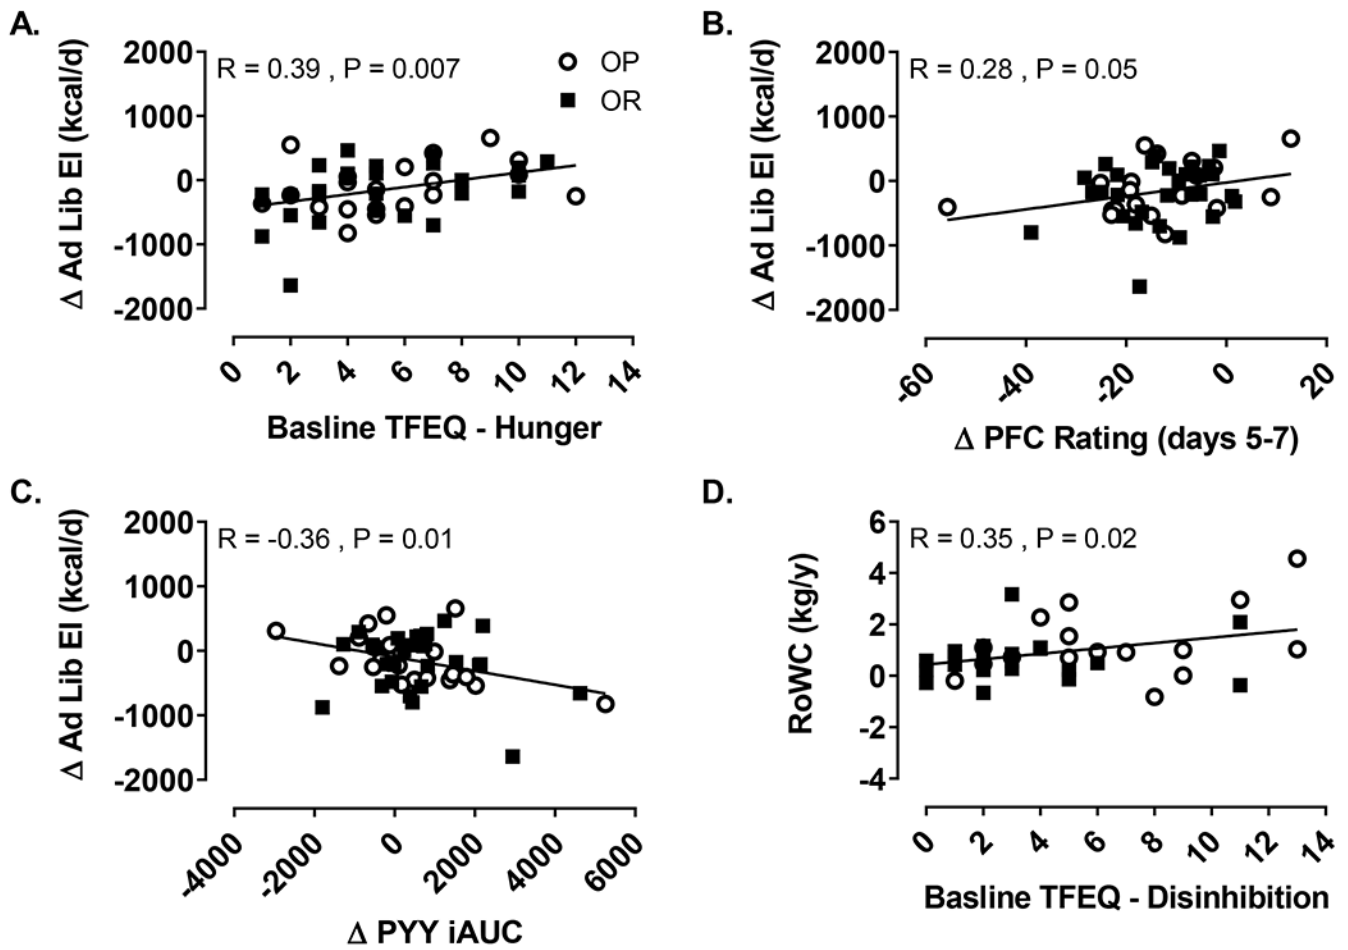 A.
Δ Ad Lib EI (kcal/d)
2000
1000
0
-1000
-2000
R = 0.39 , P = 0.007
OP
OR
0 2 4 6 8 10 12 14
Basline TFEQ - Hunger
B.
Δ Ad Lib EI (kcal/d)
2000
1000
0
-1000
-2000
R = 0.28 , P = 0.05
-60 -40 -20 0 20
Δ PFC Rating (days 5-7)
C.
Δ Ad Lib EI (kcal/d)
2000
1000
0
-1000
-2000
R = -0.36 , P = 0.01
-4000 -2000 0 2000 4000 6000
Δ PYY iAUC
D.
RoWC (kg/y)
6
4
2
0
-2
-4
R = 0.35 , P = 0.02
0 2 4 6 8 10 12 14
Basline TFEQ - Disinhibition